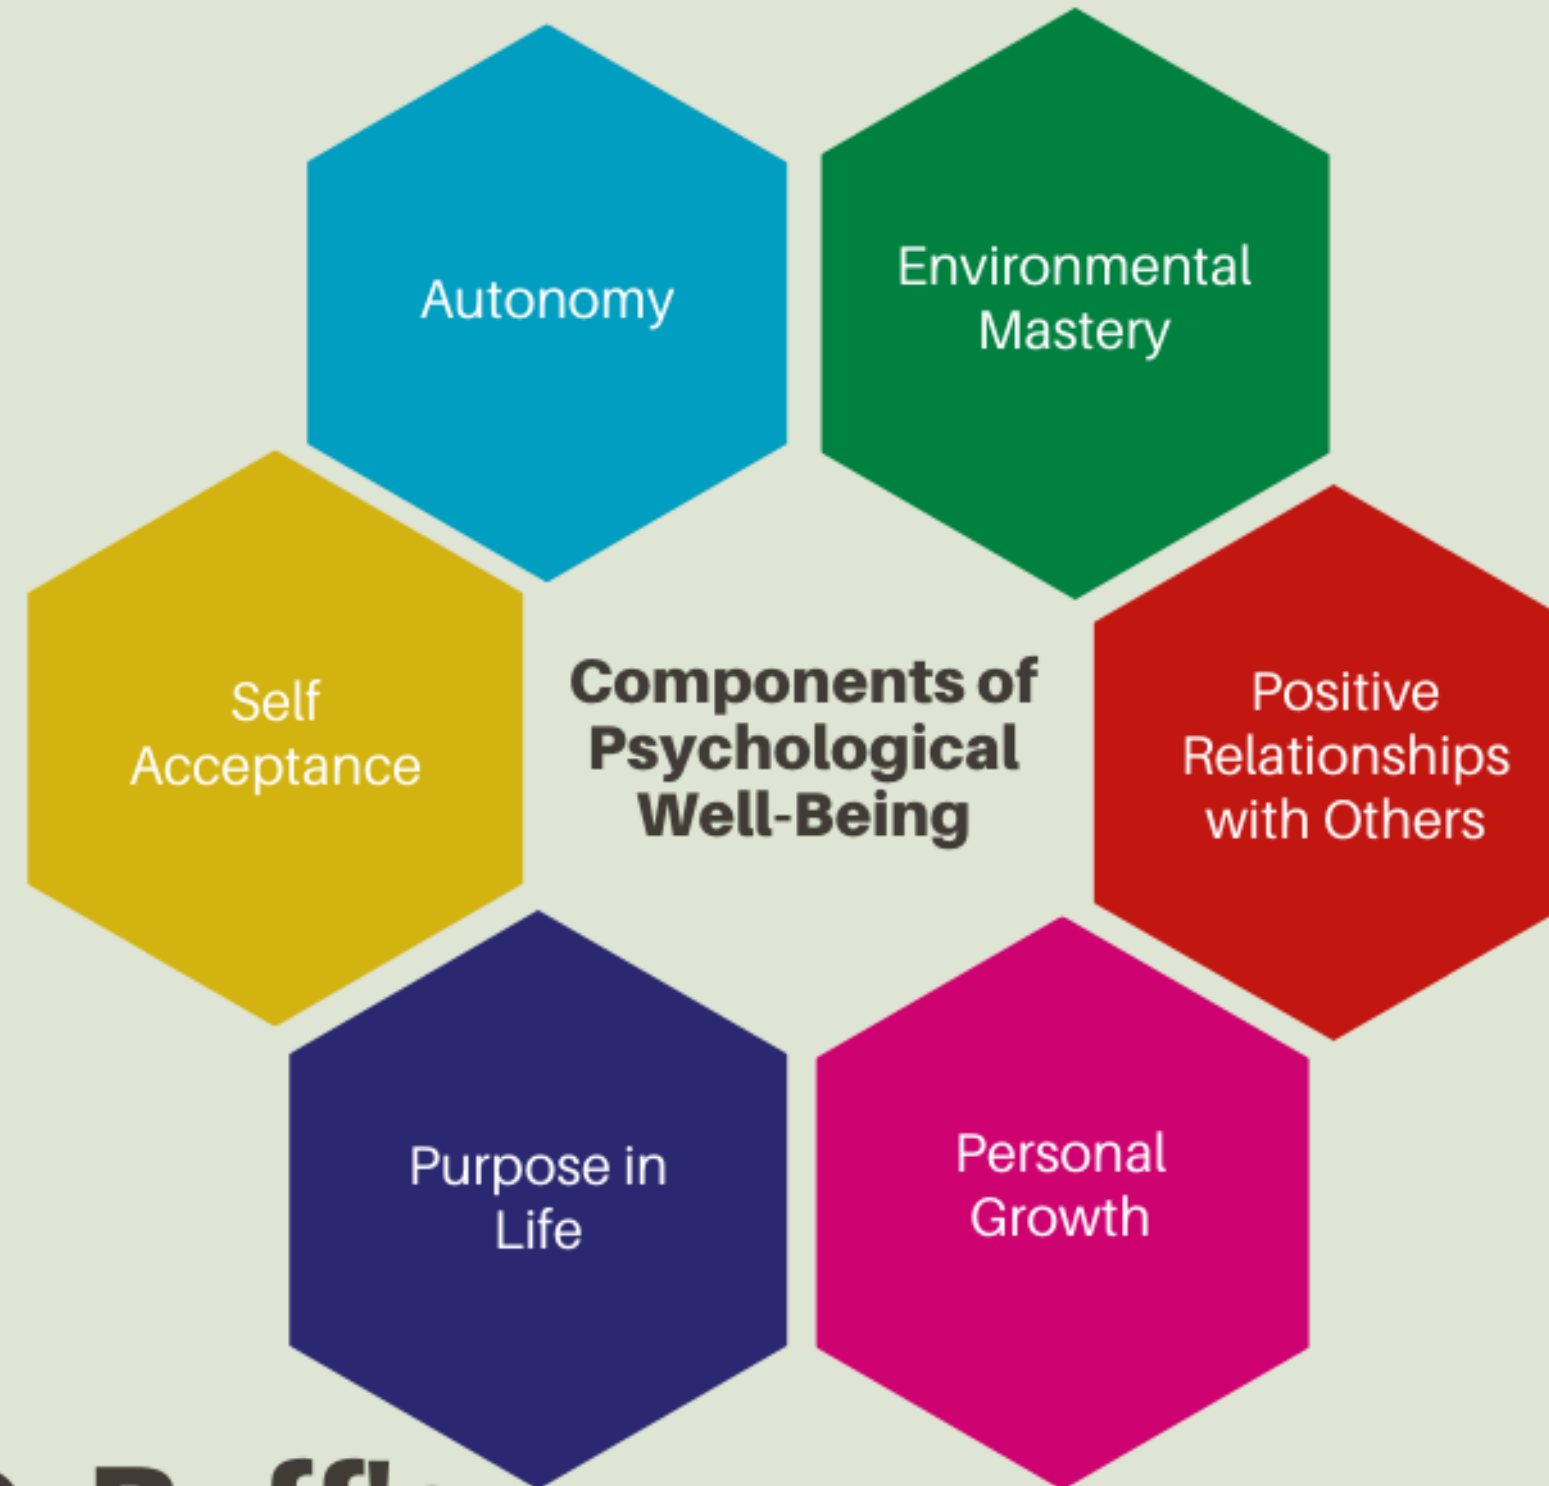 Autonomy
Environmental
Mastery
Self
Acceptance
Components of
Psychological
Well-Being
Positive
Relationships
with Others
Purpose in
Life
Personal
Growth